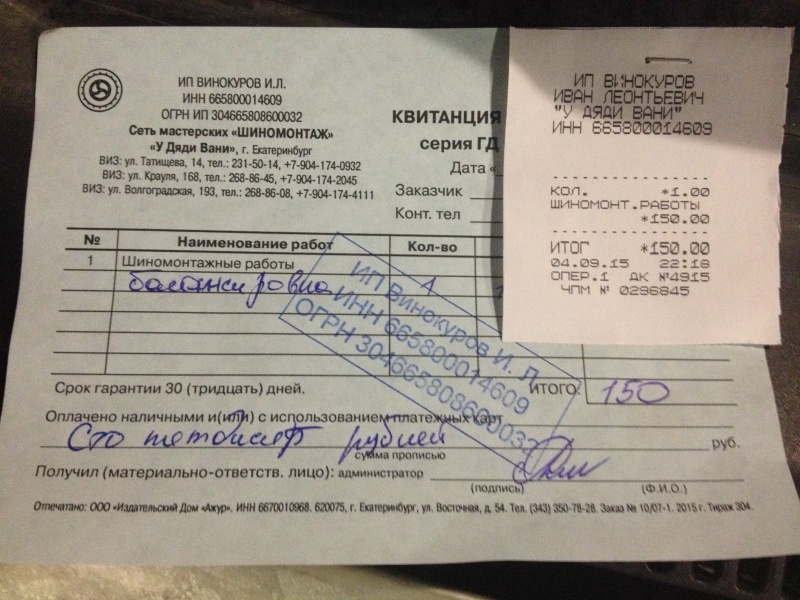 ИП ВИНОКУРОВ И.Л.
ИНН 665800014609
ОГРН ИП 304665808600032
Сеть мастерских «ШИНОМОНТАЖ»
«У Дяди Вани», г. Екатеринбург
ВИЗ: ул. Татищева, 14, тел.: 231-50-14, +7-904-174-0932
ВИЗ: ул. Крауля, 168, тел.: 268-86-45, +7-904-174-2045
ВИЗ: ул. Волгоградская, 193, тел.: 268-86-08, +7-904-174-4111
КВИТАНЦИЯ
серия ГД
Дата «
Заказчик
Конт. тел
ИП ВИНОКУРОВ
ИВАН ЛЕОНТЬЕВИЧ
"У ДЯДИ ВАНИ"
ИНН 665800014609
КОЛ. *1.00
ШИНОМОНТ.РАБОТЫ
*150.00
ИТОГ *150.00
04.09.15 22:18
ОПЕР.1 ДК №4915
ЧПМ № 0296845
№ Наименование работ Кол-во
1 Шиномонтажные работы
балансировка 4
ИП Винокуров И. Л.
ИНН 665800014609
ОГРН 304665808600032
Срок гарантии 30 (тридцать) дней. ИТОГО: 150
Оплачено наличными и(или) с использованием платежных карт
Сто пятьдесят рублей руб.
сумма прописью
Получил (материально-ответств. лицо): администратор
(подпись) (Ф.И.О.)
Отпечатано: ООО «Издательский Дом «Ажур». ИНН 6670010968. 620075, г. Екатеринбург, ул. Восточная, д. 54. Тел. (343) 350-78-28. Заказ № 10/07-1. 2015 г. Тираж 304.